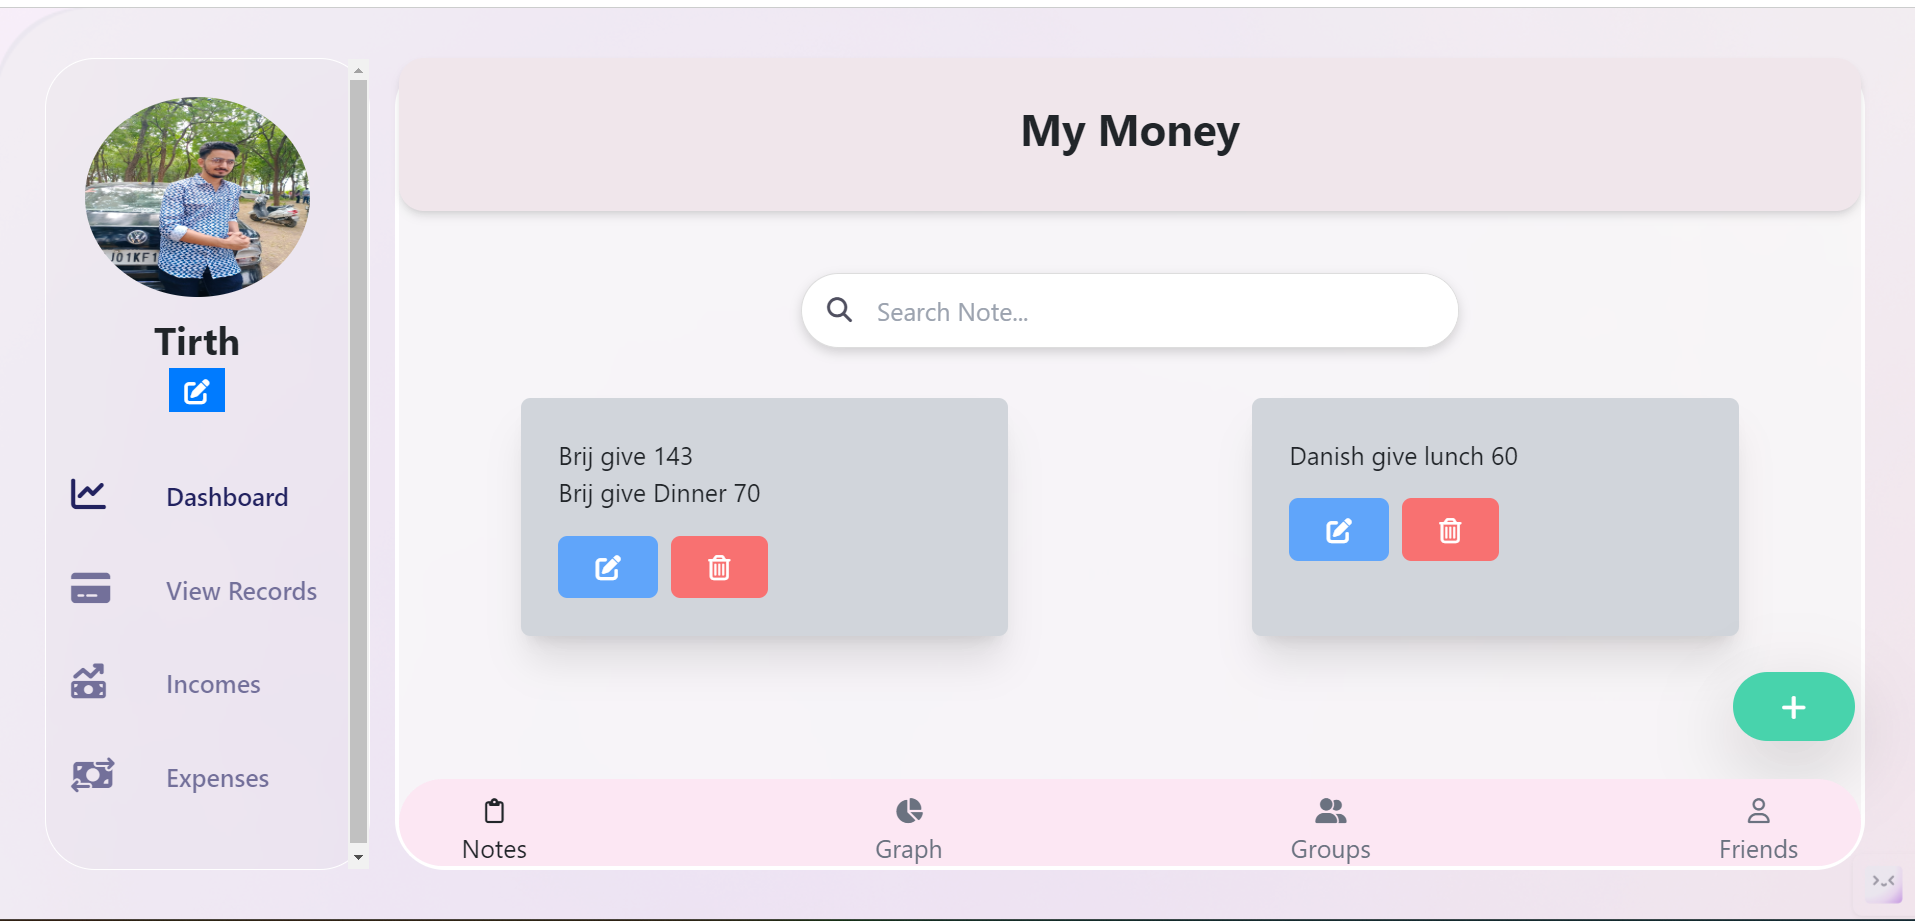 Tirth
Dashboard
View Records
Incomes
Expenses
My Money
Search Note...
Brij give 143
Brij give Dinner 70
Danish give lunch 60
Notes
Graph
Groups
Friends